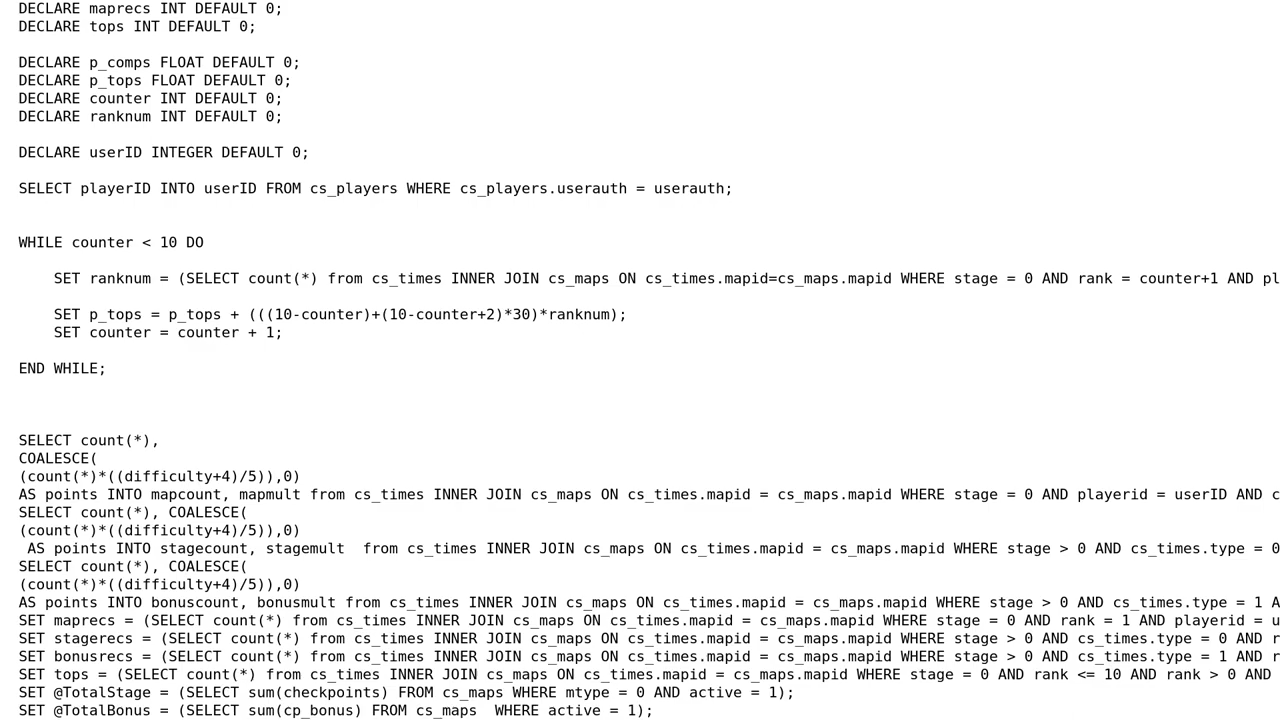 DECLARE maprecs INT DEFAULT 0;
DECLARE tops INT DEFAULT 0;
DECLARE p_comps FLOAT DEFAULT 0;
DECLARE p_tops FLOAT DEFAULT 0;
DECLARE counter INT DEFAULT 0;
DECLARE ranknum INT DEFAULT 0;
DECLARE userID INTEGER DEFAULT 0;
SELECT playerID INTO userID FROM cs_players WHERE cs_players.userauth = userauth;
WHILE counter < 10 DO
SET ranknum = (SELECT count(*) from cs_times INNER JOIN cs_maps ON cs_times.mapid=cs_maps.mapid WHERE stage = 0 AND rank = counter+1 AND pl
SET p_tops = p_tops + (((10-counter)+(10-counter+2)*30)*ranknum);
SET counter = counter + 1;
END WHILE;
SELECT count(*),
COALESCE(
(count(*)*((difficulty+4)/5)),0)
AS points INTO mapcount, mapmult from cs_times INNER JOIN cs_maps ON cs_times.mapid = cs_maps.mapid WHERE stage = 0 AND playerid = userID AND c
SELECT count(*), COALESCE(
(count(*)*((difficulty+4)/5)),0)
AS points INTO stagecount, stagemult  from cs_times INNER JOIN cs_maps ON cs_times.mapid = cs_maps.mapid WHERE stage > 0 AND cs_times.type = 0
SELECT count(*), COALESCE(
(count(*)*((difficulty+4)/5)),0)
AS points INTO bonuscount, bonusmult from cs_times INNER JOIN cs_maps ON cs_times.mapid = cs_maps.mapid WHERE stage > 0 AND cs_times.type = 1 A
SET maprecs = (SELECT count(*) from cs_times INNER JOIN cs_maps ON cs_times.mapid = cs_maps.mapid WHERE stage = 0 AND rank = 1 AND playerid = u
SET stagerecs = (SELECT count(*) from cs_times INNER JOIN cs_maps ON cs_times.mapid = cs_maps.mapid WHERE stage > 0 AND cs_times.type = 0 AND r
SET bonusrecs = (SELECT count(*) from cs_times INNER JOIN cs_maps ON cs_times.mapid = cs_maps.mapid WHERE stage > 0 AND cs_times.type = 1 AND r
SET tops = (SELECT count(*) from cs_times INNER JOIN cs_maps ON cs_times.mapid = cs_maps.mapid WHERE stage = 0 AND rank <= 10 AND rank > 0 AND
SET @TotalStage = (SELECT sum(checkpoints) FROM cs_maps WHERE mtype = 0 AND active = 1);
SET @TotalBonus = (SELECT sum(cp_bonus) FROM cs_maps  WHERE active = 1);